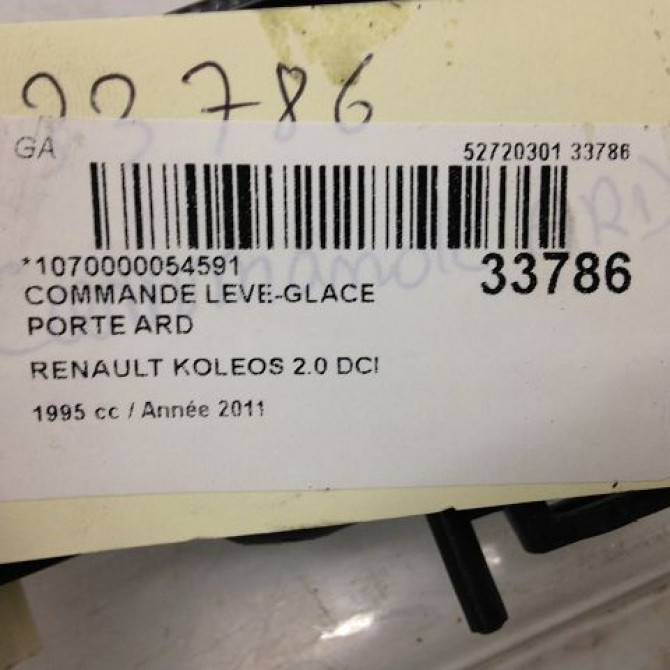 33786
GA 52720301 33786
*1070000054591 33786
COMMANDE LEVE-GLACE
PORTE ARD
RENAULT KOLEOS 2.0 DCI
1995 cc / Année 2011